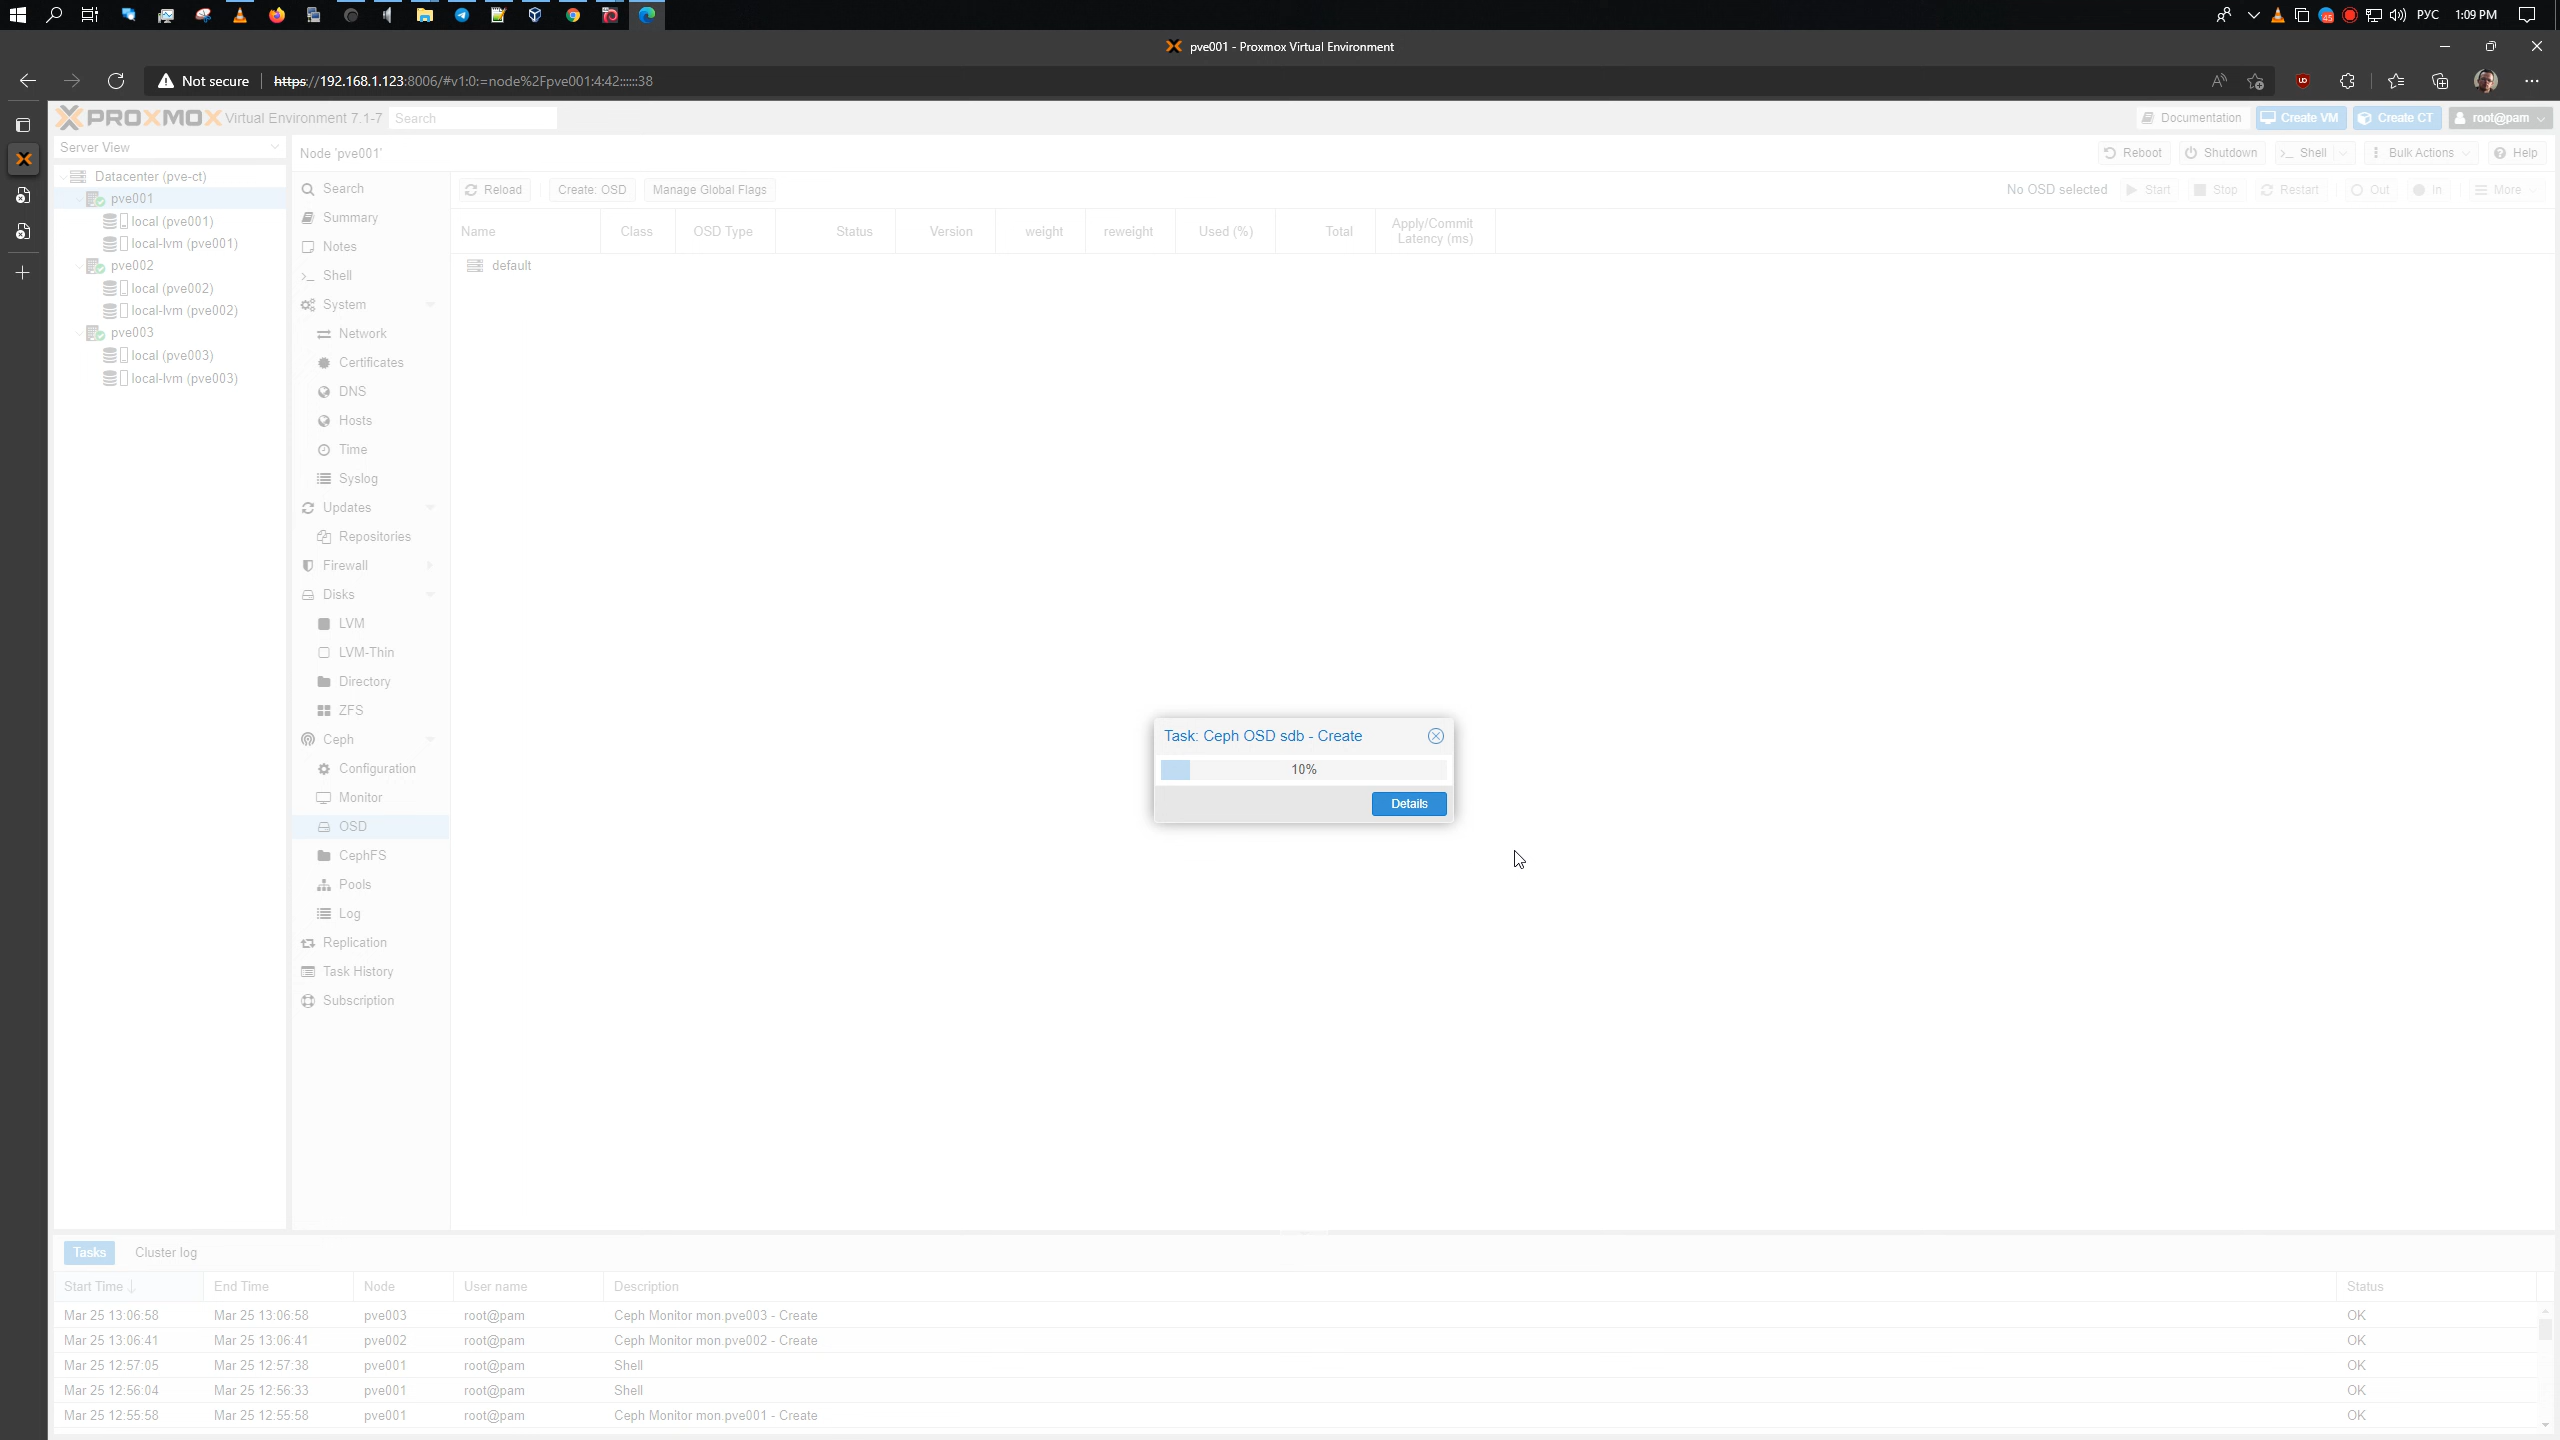 РУС
1:09 PM
pve001 - Proxmox Virtual Environment
Not secure
https://192.168.1.123:8006/#v1:0:=node%2Fpve001:4:42::::::38
PROXMOX Virtual Environment 7.1-7
Search
Documentation
Create VM
Create CT
root@pam
Server View
Node 'pve001'
Reboot
Shutdown
Shell
Bulk Actions
Help
Datacenter (pve-ct)
pve001
local (pve001)
local-lvm (pve001)
pve002
local (pve002)
local-lvm (pve002)
pve003
local (pve003)
local-lvm (pve003)
Search
Summary
Notes
Shell
System
Network
Certificates
DNS
Hosts
Time
Syslog
Updates
Repositories
Firewall
Disks
LVM
LVM-Thin
Directory
ZFS
Ceph
Configuration
Monitor
OSD
CephFS
Pools
Log
Replication
Task History
Subscription
Reload
Create: OSD
Manage Global Flags
No OSD selected
Start
Stop
Restart
Out
In
More
Name
Class
OSD Type
Status
Version
weight
reweight
Used (%)
Total
Apply/Commit
Latency (ms)
default
Task: Ceph OSD sdb - Create
10%
Details
Tasks
Cluster log
Start Time
End Time
Node
User name
Description
Status
Mar 25 13:06:58 Mar 25 13:06:58 pve003 root@pam Ceph Monitor mon.pve003 - Create OK
Mar 25 13:06:41 Mar 25 13:06:41 pve002 root@pam Ceph Monitor mon.pve002 - Create OK
Mar 25 12:57:05 Mar 25 12:57:38 pve001 root@pam Shell OK
Mar 25 12:56:04 Mar 25 12:56:33 pve001 root@pam Shell OK
Mar 25 12:55:58 Mar 25 12:55:58 pve001 root@pam Ceph Monitor mon.pve001 - Create OK